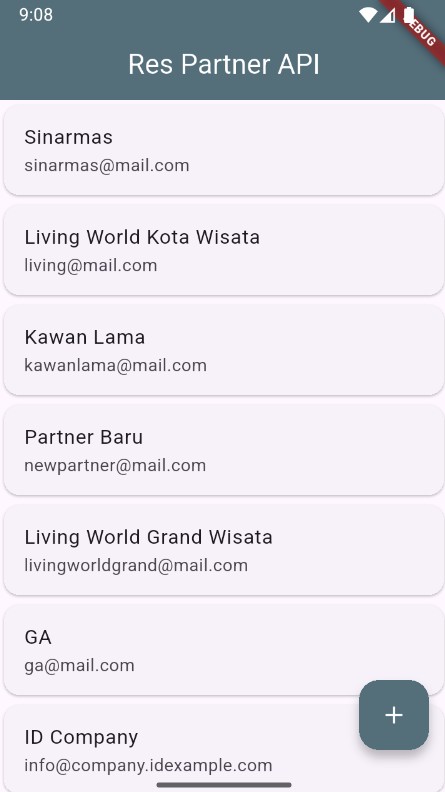 9:08
DEBUG
Res Partner API
Sinarmas
sinarmas@mail.com
Living World Kota Wisata
living@mail.com
Kawan Lama
kawanlama@mail.com
Partner Baru
newpartner@mail.com
Living World Grand Wisata
livingworldgrand@mail.com
GA
ga@mail.com
+
ID Company
info@company.idexample.com